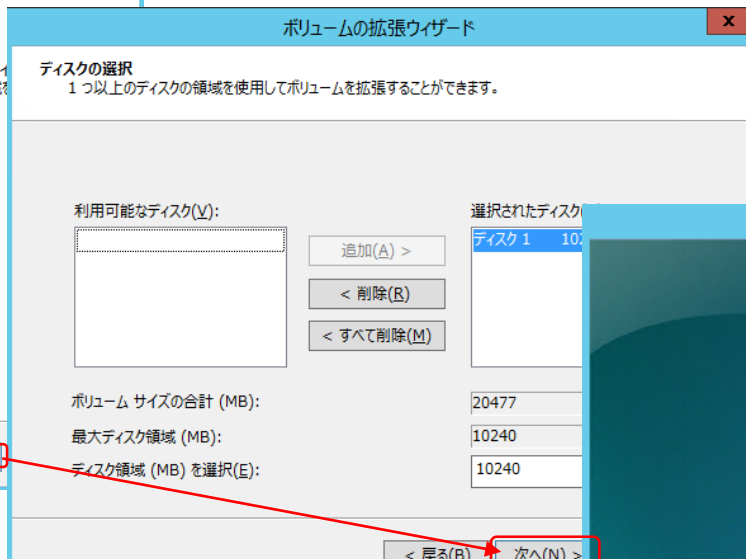 ボリュームの拡張ウィザード
x
ディスクの選択
1 つ以上のディスクの領域を使用してボリュームを拡張することができます。
利用可能なディスク(V):
選択されたディスク(
ディスク 1
追加(A) >
< 削除(R)
< すべて削除(M)
ボリューム サイズの合計 (MB):
20477
最大ディスク領域 (MB):
10240
ディスク領域 (MB) を選択(E):
10240
< 戻る(B)
次へ(N) >